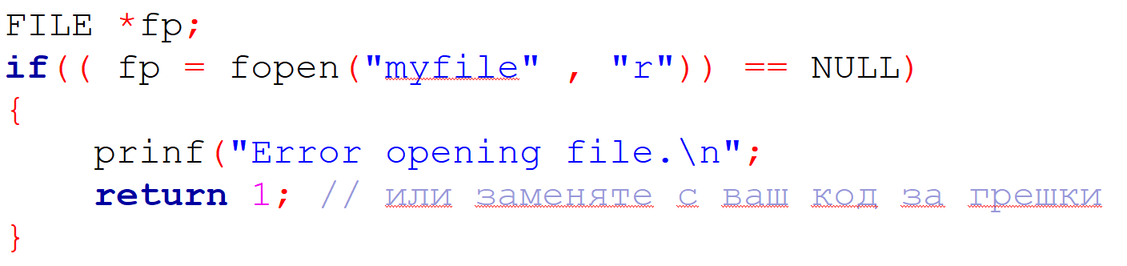 FILE *fp;
if(( fp = fopen("myfile" , "r")) == NULL)
{
prinf("Error opening file.\n";
return 1; // или заменяте с ваш код за грешки
}